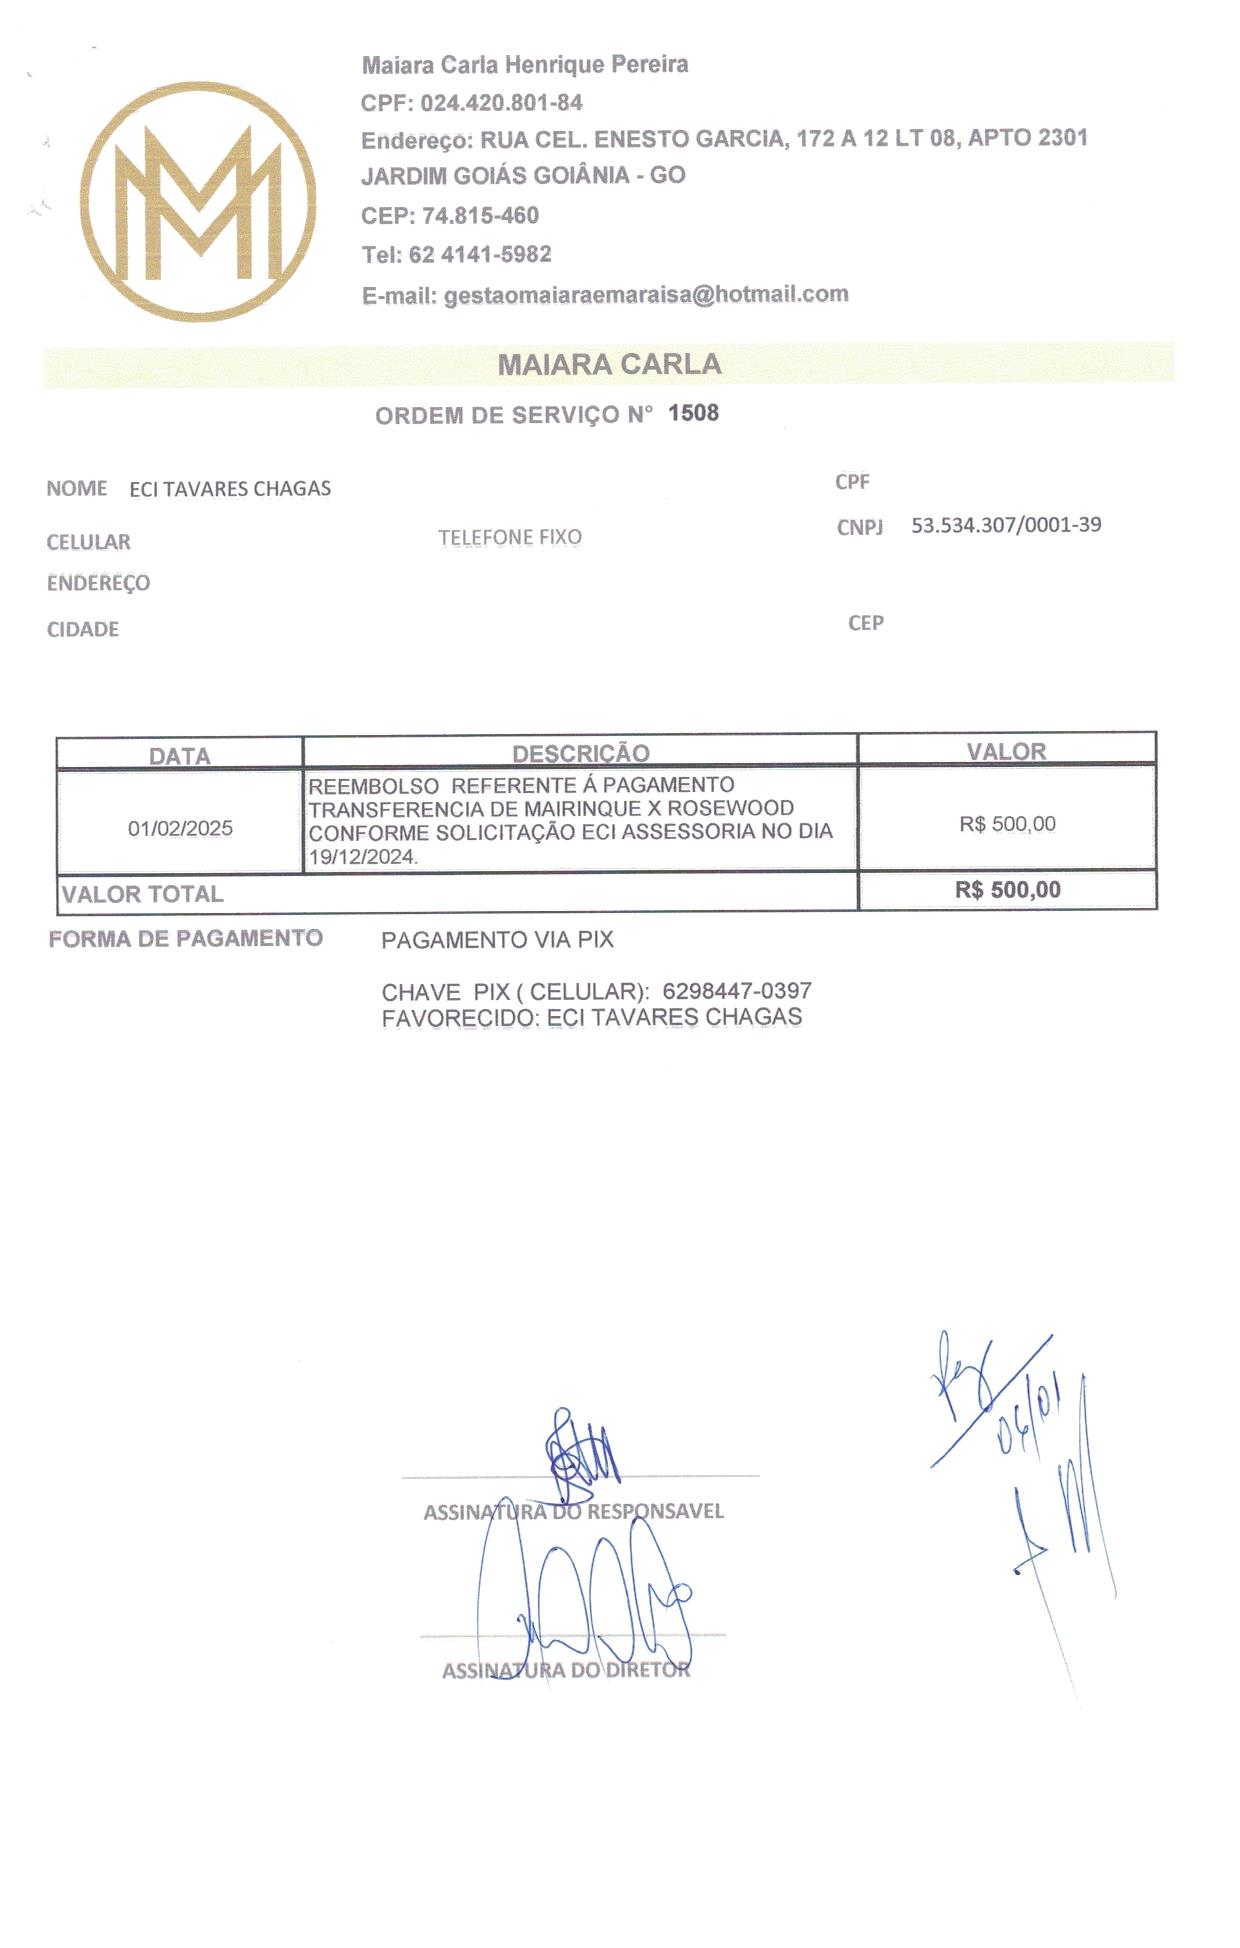 Maiara Carla Henrique Pereira
CPF: 024.420.801-84
Endereço: RUA CEL. ENESTO GARCIA, 172 A 12 LT 08, APTO 2301
JARDIM GOIÁS GOIÂNIA - GO
CEP: 74.815-460
Tel: 62 4141-5982
E-mail: gestaomaiaraemaraisa@hotmail.com
MAIARA CARLA
ORDEM DE SERVIÇO N° 1508
NOME ECI TAVARES CHAGAS
CPF
CELULAR
TELEFONE FIXO
CNPJ 53.534.307/0001-39
ENDEREÇO
CIDADE
CEP
DATA DESCRIÇÃO VALOR
REEMBOLSO REFERENTE Á PAGAMENTO
TRANSFERENCIA DE MAIRINQUE X ROSEWOOD
01/02/2025 CONFORME SOLICITAÇÃO ECI ASSESSORIA NO DIA R$ 500,00
19/12/2024.
VALOR TOTAL R$ 500,00
FORMA DE PAGAMENTO PAGAMENTO VIA PIX
CHAVE PIX ( CELULAR): 6298447-0397
FAVORECIDO: ECI TAVARES CHAGAS
ASSINATURA DO RESPONSAVEL
ASSINATURA DO DIRETOR